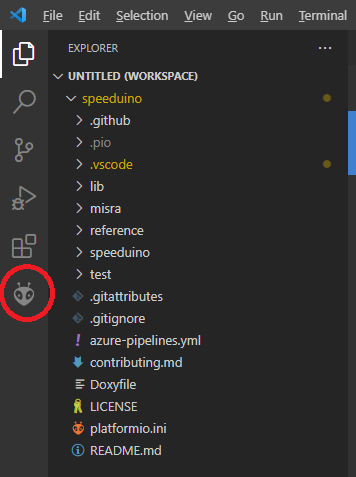 File Edit Selection View Go Run Terminal
EXPLORER
UNTITLED (WORKSPACE)
speeduino
.github
.pio
.vscode
lib
misra
reference
speeduino
test
.gitattributes
.gitignore
azure-pipelines.yml
contributing.md
Doxyfile
LICENSE
platformio.ini
README.md